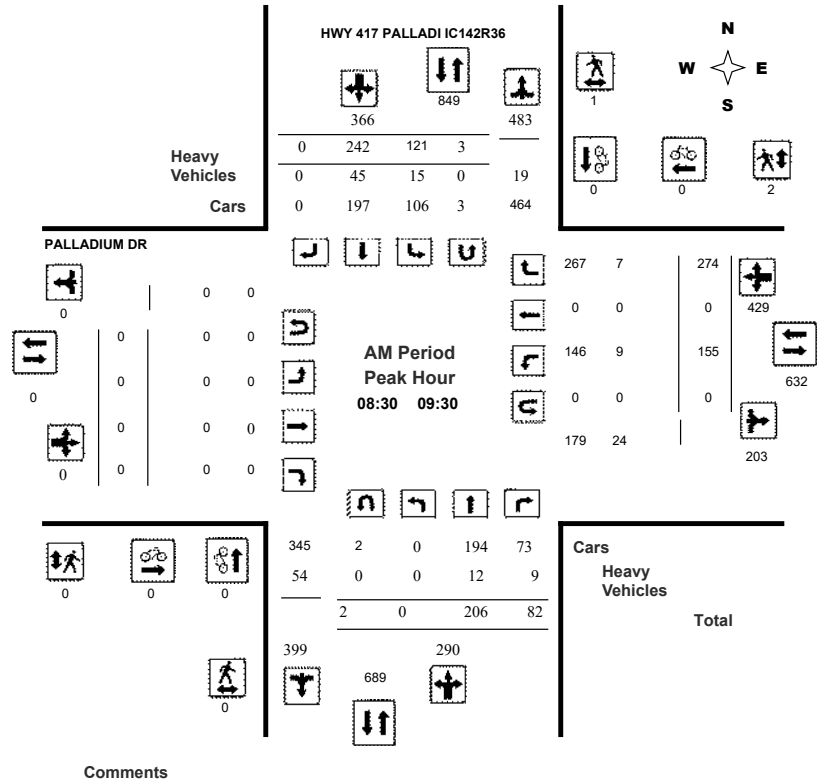 HWY 417 PALLADI IC142R36
N
W E
S
849
1
366
483
0 242 121 3
Heavy
Vehicles
0 45 15 0 19
Cars
0 197 106 3 464
0 0 2
PALLADIUM DR
267 7 274
0 0 0
0 0 0
429
0 0 0
146 9 155
632
0
0 0 0
0 0 0
0 0 0
0 0 0
0
179 24
203
AM Period
Peak Hour
08:30 09:30
345 2 0 194 73
Cars
54 0 0 12 9
Heavy
Vehicles
0 0 0
2 0 206 82
Total
399
290
689
0
Comments